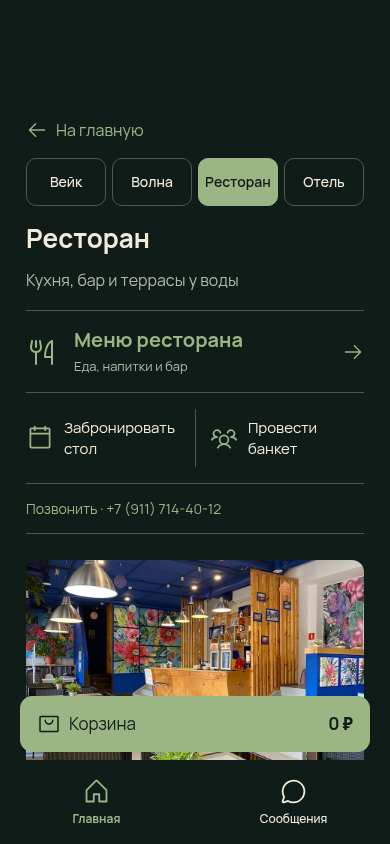 На главную
Вейк
Волна
Ресторан
Отель
Ресторан
Кухня, бар и террасы у воды
Меню ресторана
Еда, напитки и бар
Забронировать
стол
Провести
банкет
Позвонить · +7 (911) 714-40-12
Корзина
0 ₽
Главная
Сообщения